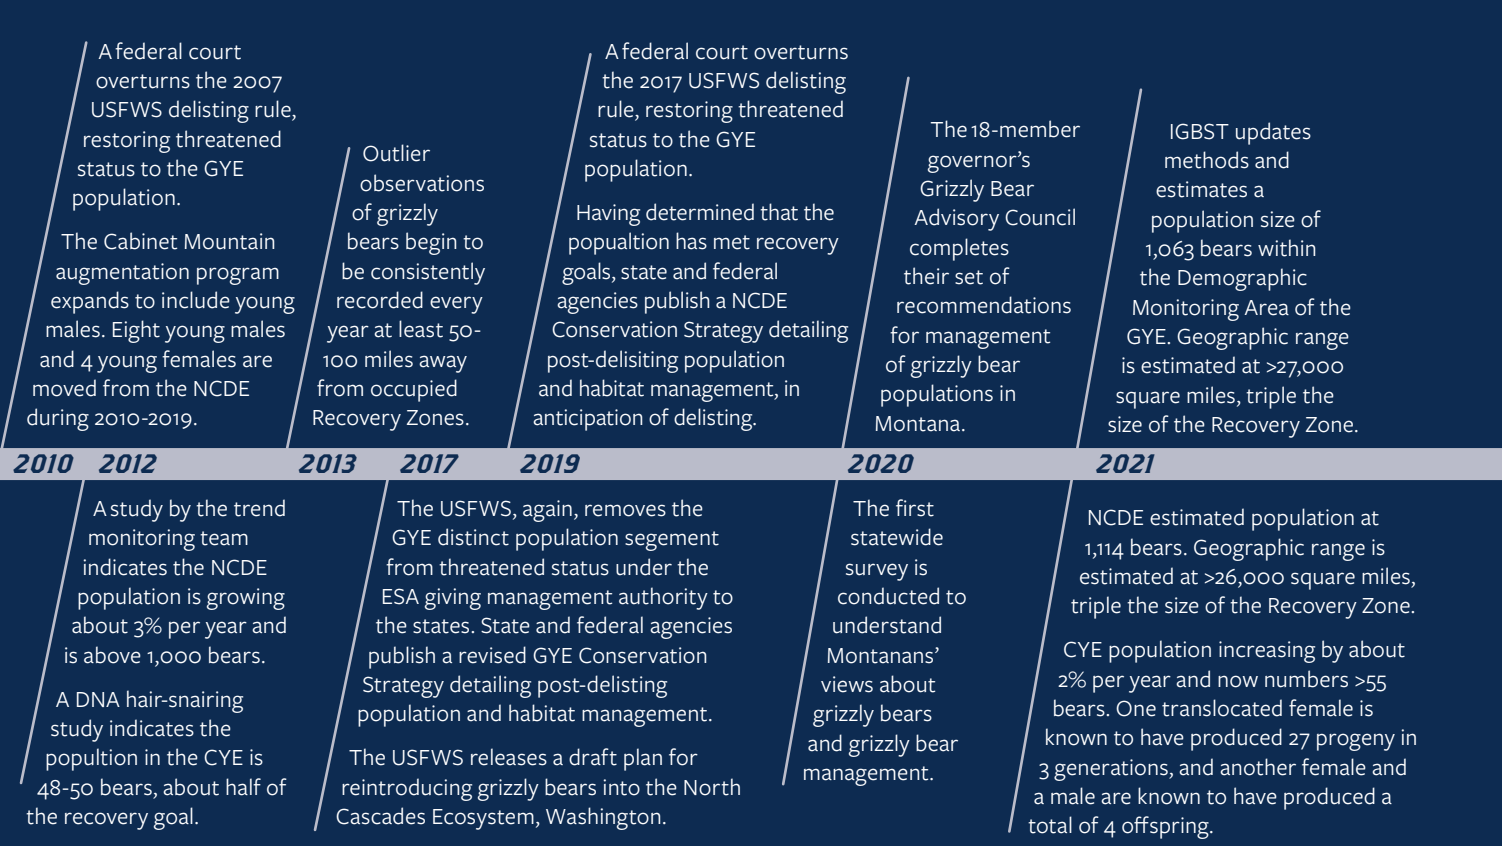 A federal court
overturns the 2007
USFWS delisting rule,
restoring threatened
status to the GYE
population.
The Cabinet Mountain
augmentation program
expands to include young
males. Eight young males
and 4 young females are
moved from the NCDE
during 2010-2019.
Outlier
observations
of grizzly
bears begin to
be consistently
recorded every
year at least 50-
100 miles away
from occupied
Recovery Zones.
A federal court overturns
the 2017 USFWS delisting
rule, restoring threatened
status to the GYE
population.
Having determined that the
popualtion has met recovery
goals, state and federal
agencies publish a NCDE
Conservation Strategy detailing
post-delisiting population
and habitat management, in
anticipation of delisting.
The 18-member
governor's
Grizzly Bear
Advisory Council
completes
their set of
recommendations
for management
of grizzly bear
populations in
Montana.
IGBST updates
methods and
estimates a
population size of
1,063 bears within
the Demographic
Monitoring Area of the
GYE. Geographic range
is estimated at >27,000
square miles, triple the
size of the Recovery Zone.
2010 2012 2013 2017 2019 2020 2021
A study by the trend
monitoring team
indicates the NCDE
population is growing
about 3% per year and
is above 1,000 bears.
A DNA hair-snairing
study indicates the
popultion in the CYE is
48-50 bears, about half of
the recovery goal.
The USFWS, again, removes the
GYE distinct population segement
from threatened status under the
ESA giving management authority to
the states. State and federal agencies
publish a revised GYE Conservation
Strategy detailing post-delisting
population and habitat management.
The USFWS releases a draft plan for
reintroducing grizzly bears into the North
Cascades Ecosystem, Washington.
The first
statewide
survey is
conducted to
understand
Montanans'
views about
grizzly bears
and grizzly bear
management.
NCDE estimated population at
1,114 bears. Geographic range is
estimated at >26,000 square miles,
triple the size of the Recovery Zone.
CYE population increasing by about
2% per year and now numbers >55
bears. One translocated female is
known to have produced 27 progeny in
3 generations, and another female and
a male are known to have produced a
total of 4 offspring.